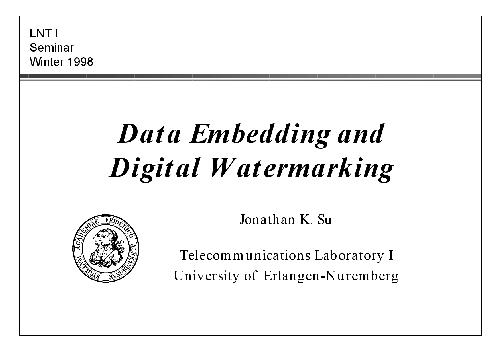 LNT I
Seminar
Winter 1998
Data Embedding and
Digital Watermarking
Jonathan K. Su
Telecommunications Laboratory I
University of Erlangen-Nuremberg